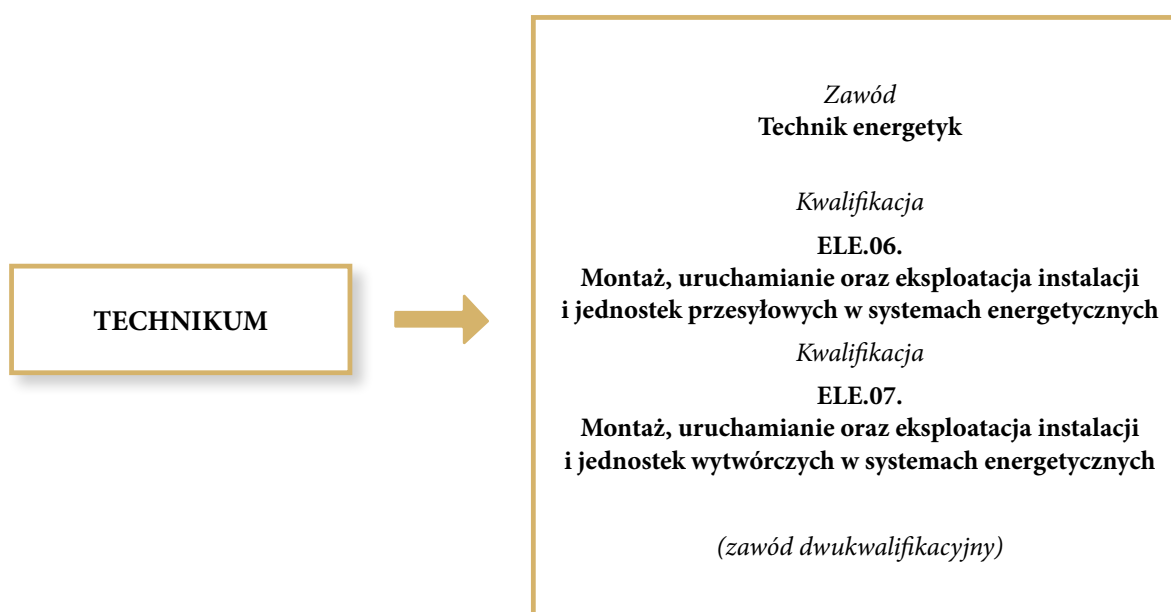 TECHNIKUM
Zawód
Technik energetyk
Kwalifikacja
ELE.06.
Montaż, uruchamianie oraz eksploatacja instalacji
i jednostek przesyłowych w systemach energetycznych
Kwalifikacja
ELE.07.
Montaż, uruchamianie oraz eksploatacja instalacji
i jednostek wytwórczych w systemach energetycznych
(zawód dwukwalifikacyjny)